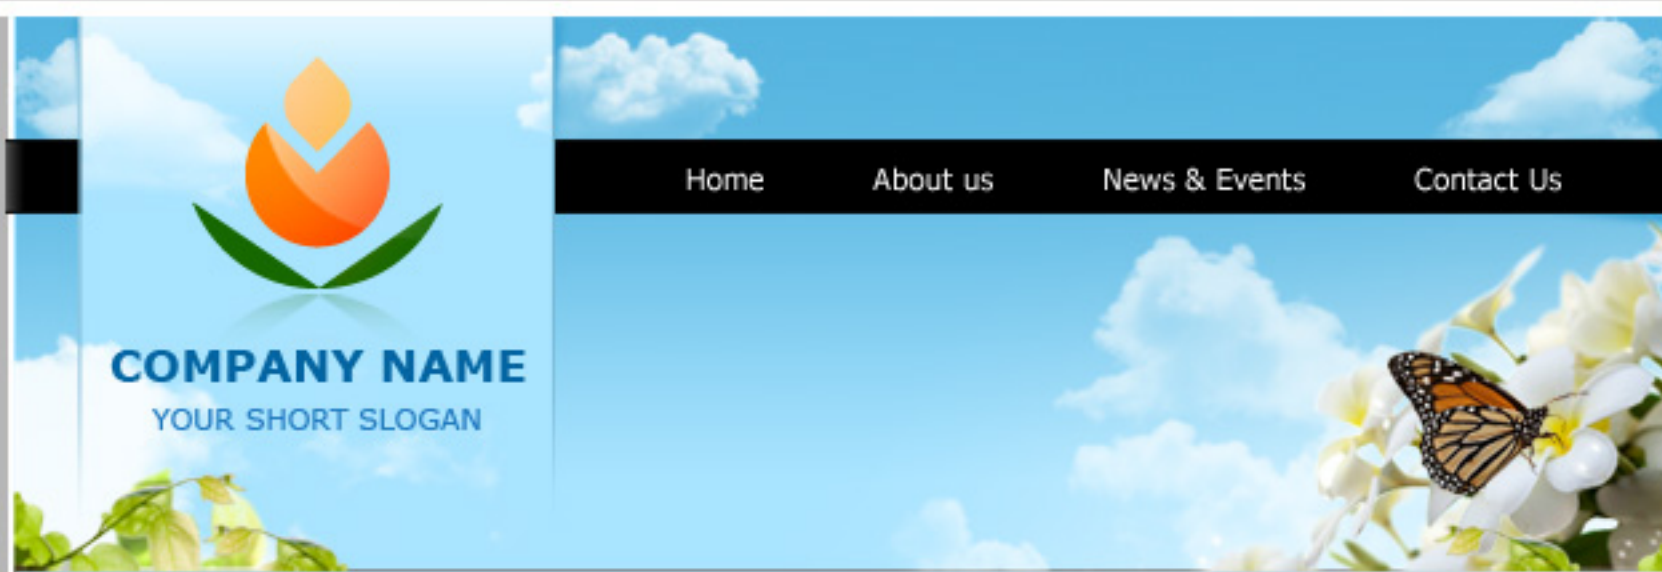 Home About us News & Events Contact Us
COMPANY NAME
YOUR SHORT SLOGAN